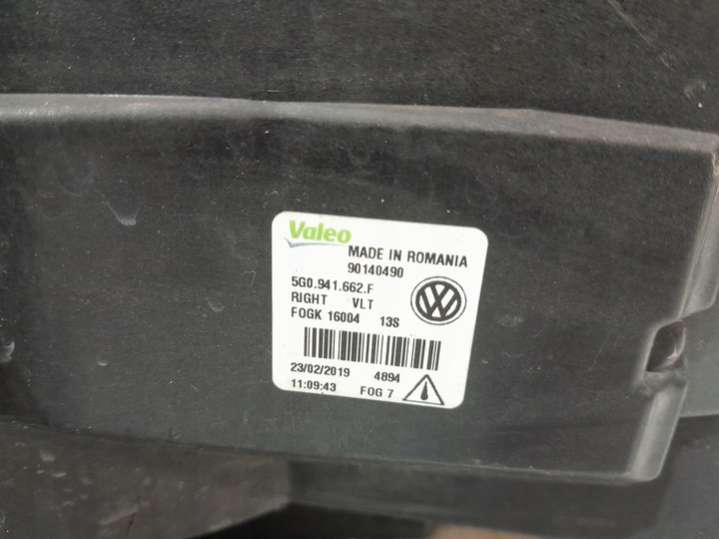 Valeo
MADE IN ROMANIA
90140490
5G0.941.662.F
RIGHT VLT
FOGK 16004 13S
23/02/2019 4894
11:09:43 FOG 7